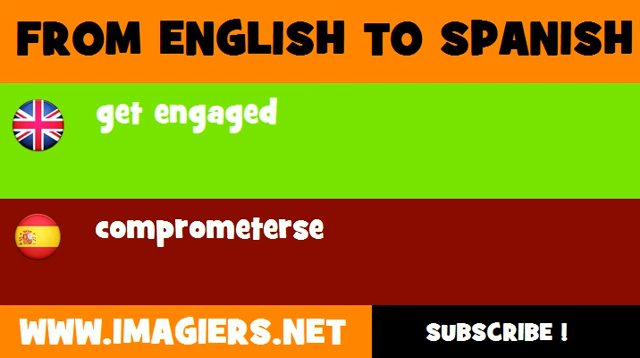 FROM ENGLISH TO SPANISH
get engaged
comprometerse
WWW.IMAGIERS.NET
SUBSCRIBE !